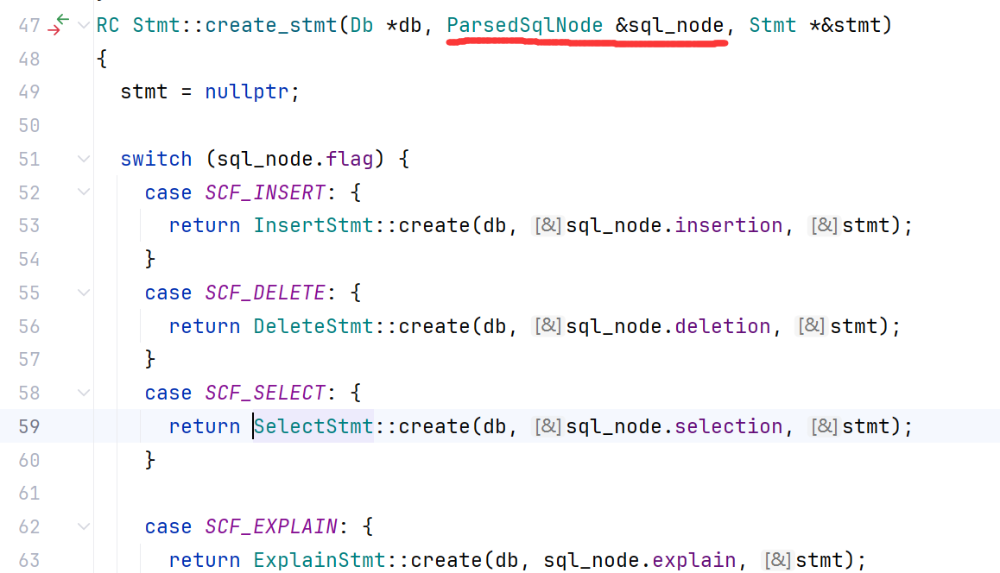 47 RC Stmt::create_stmt(Db *db, ParsedSqlNode &sql_node, Stmt *&stmt)
48 {
49   stmt = nullptr;
50
51   switch (sql_node.flag) {
52     case SCF_INSERT: {
53       return InsertStmt::create(db, [&]sql_node.insertion, [&]stmt);
54     }
55     case SCF_DELETE: {
56       return DeleteStmt::create(db, [&]sql_node.deletion, [&]stmt);
57     }
58     case SCF_SELECT: {
59       return SelectStmt::create(db, [&]sql_node.selection, [&]stmt);
60     }
61
62     case SCF_EXPLAIN: {
63       return ExplainStmt::create(db, sql_node.explain, [&]stmt);